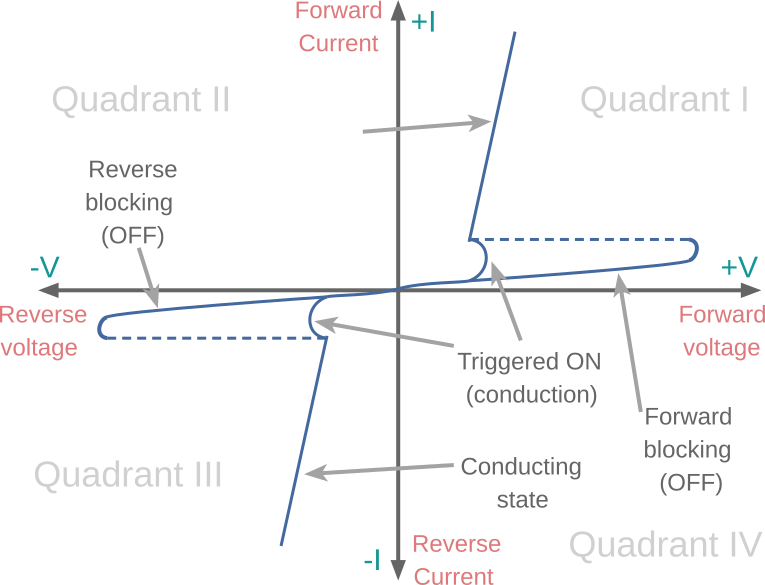 Forward
Current
+I
Quadrant II
Quadrant I
Reverse
blocking
(OFF)
-V
+V
Reverse
voltage
Forward
voltage
Triggered ON
(conduction)
Forward
blocking
(OFF)
Quadrant III
Conducting
state
Quadrant IV
-I
Reverse
Current